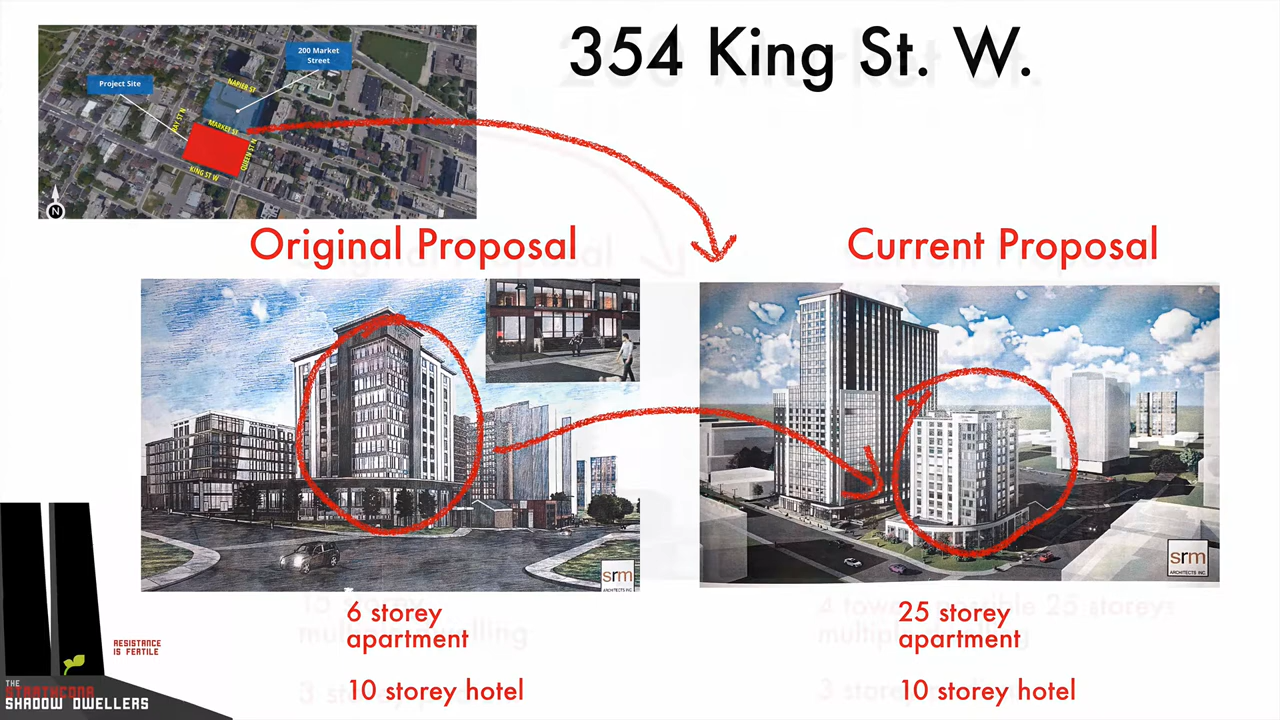 354 King St. W.
200 Market
Street
Project Site
NAPIER ST
MARKET ST
QUEEN ST N
KING ST W
N
Original Proposal
Current Proposal
srm
ARCHITECTS INC.
srm
ARCHITECTS INC.
6 storey
apartment
10 storey hotel
25 storey
apartment
10 storey hotel
RESISTANCE
IS FERTILE
THE
STRATHCONA
SHADOW DWELLERS